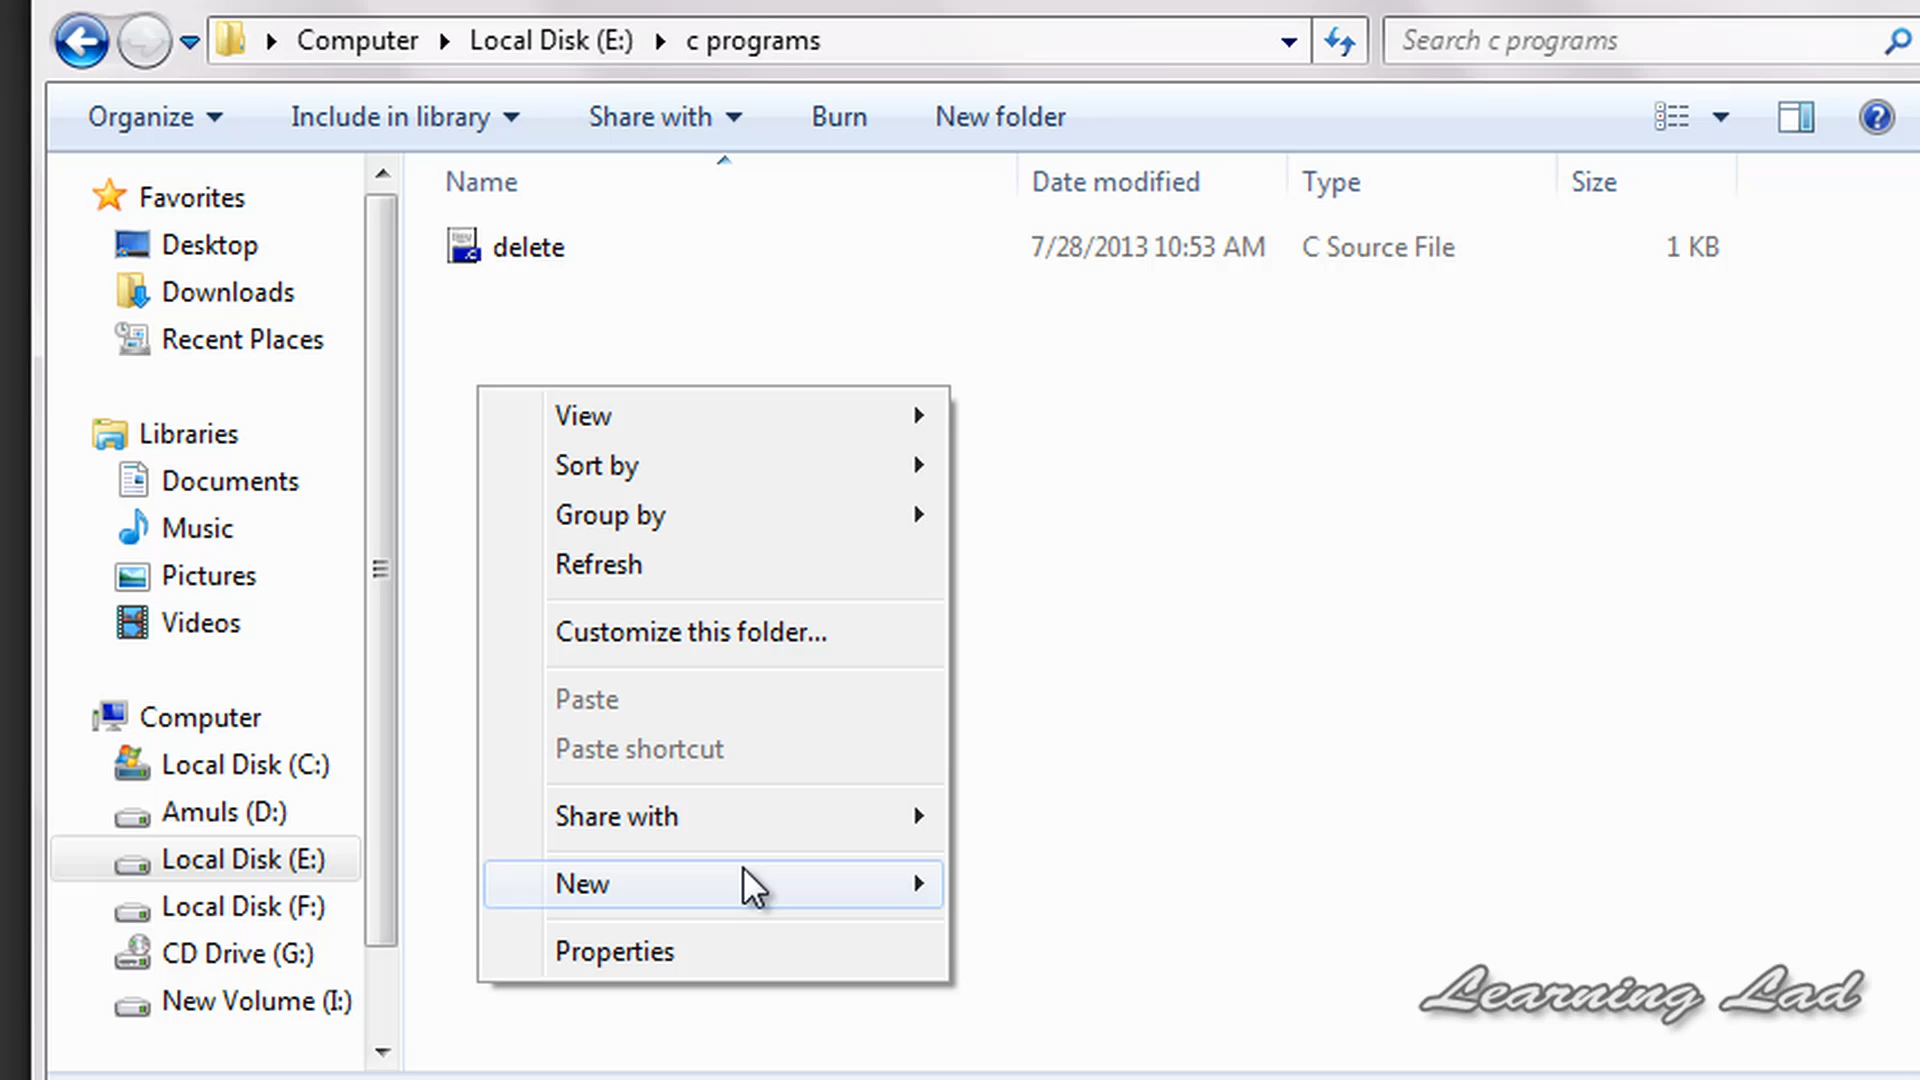 Computer Local Disk (E:) c programs Search c programs
Organize Include in library Share with Burn New folder
Name Date modified Type Size
delete 7/28/2013 10:53 AM C Source File 1 KB
Favorites
Desktop
Downloads
Recent Places
Libraries
Documents
Music
Pictures
Videos
Computer
Local Disk (C:)
Amuls (D:)
Local Disk (E:)
Local Disk (F:)
CD Drive (G:)
New Volume (I:)
View
Sort by
Group by
Refresh
Customize this folder...
Paste
Paste shortcut
Share with
New
Properties
Learning Lad